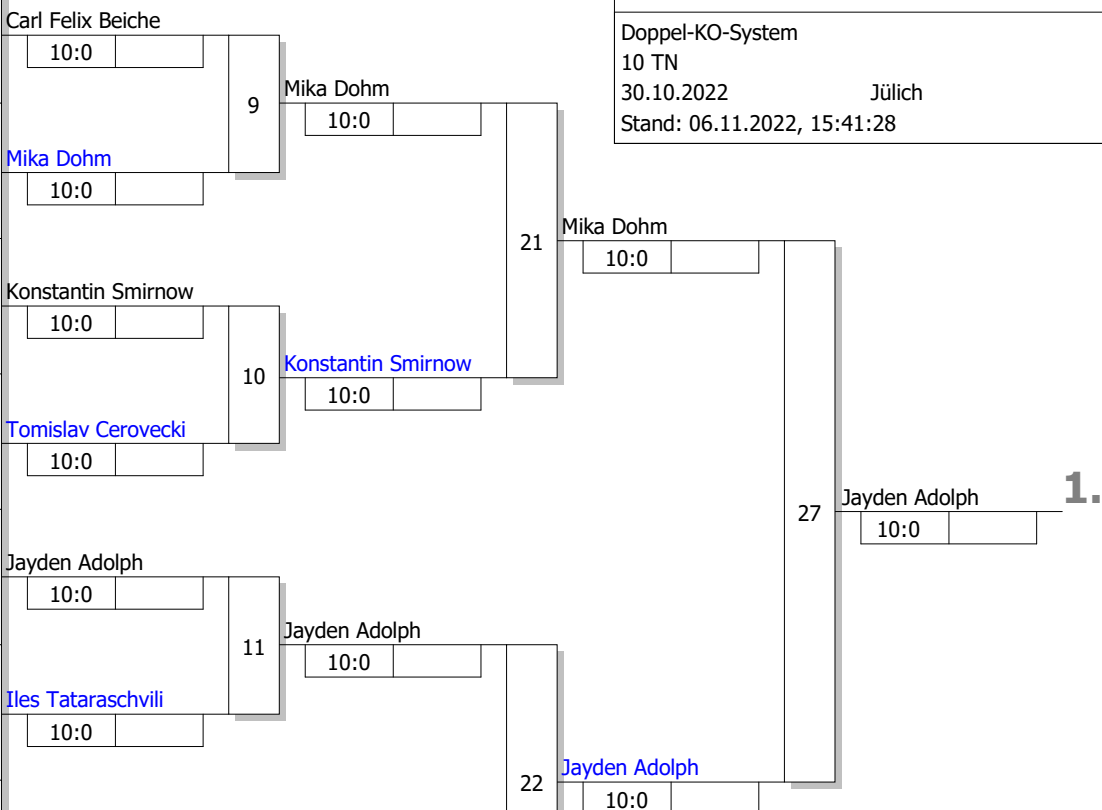 Carl Felix Beiche
10:0
9
Mika Dohm
10:0
Mika Dohm
10:0
Doppel-KO-System
10 TN
30.10.2022 Jülich
Stand: 06.11.2022, 15:41:28
21
Mika Dohm
10:0
Konstantin Smirnow
10:0
10
Konstantin Smirnow
10:0
Tomislav Cerovecki
10:0
27
Jayden Adolph
1.
10:0
Jayden Adolph
10:0
11
Jayden Adolph
10:0
Iles Tataraschvili
10:0
22
Jayden Adolph
10:0